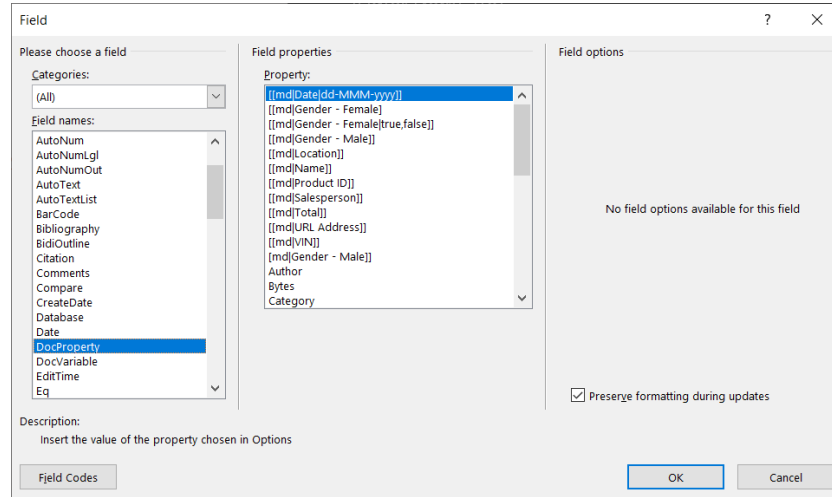 Field
?
Please choose a field
Categories:
(All)
Field names:
AutoNum
AutoNumLgl
AutoNumOut
AutoText
AutoTextList
BarCode
Bibliography
BidiOutline
Citation
Comments
Compare
CreateDate
Database
Date
DocProperty
DocVariable
EditTime
Eq
Field properties
Property:
[[md|Date|dd-MMM-yyyy]]
[[md|Gender - Female]
[[md|Gender - Female|true,false]]
[[md|Gender - Male]]
[[md|Location]]
[[md|Name]]
[[md|Product ID]]
[[md|Salesperson]]
[[md|Total]]
[[md|URL Address]]
[[md|VIN]]
[md|Gender - Male]]
Author
Bytes
Category
Field options
No field options available for this field
Preserve formatting during updates
Description:
Insert the value of the property chosen in Options
Field Codes
OK
Cancel